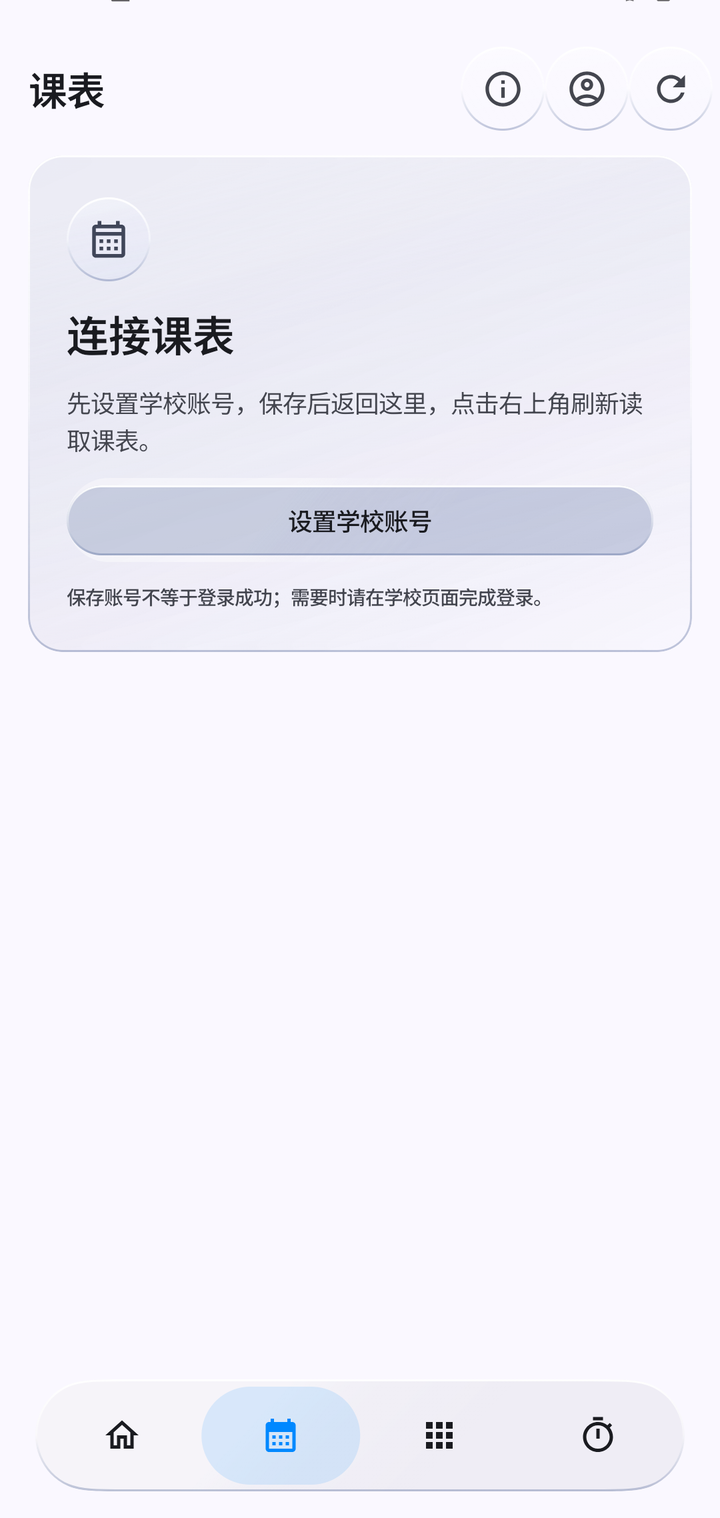 课表
连接课表
先设置学校账号，保存后返回这里，点击右上角刷新读
取课表。
设置学校账号
保存账号不等于登录成功；需要时请在学校页面完成登录。